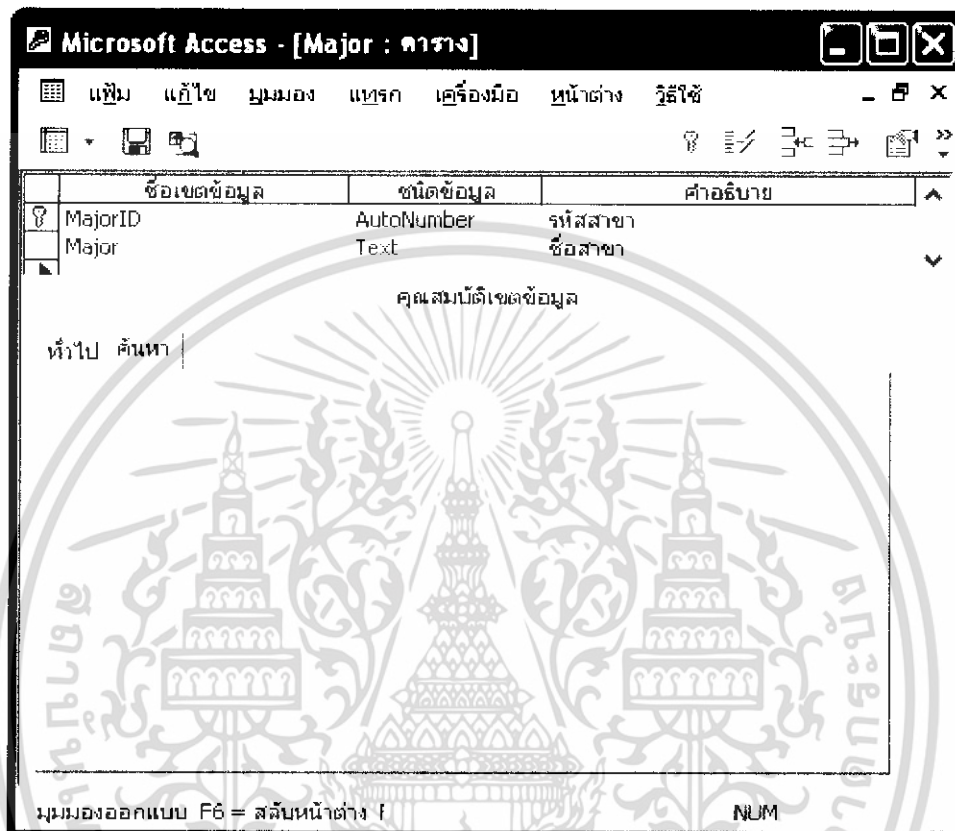 Microsoft Access - [Major : ตาราง]
แฟ้ม แก้ไข มุมมอง แทรก เครื่องมือ หน้าต่าง วิธีใช้
ชื่อเขตข้อมูล ชนิดข้อมูล คำอธิบาย
MajorID AutoNumber รหัสสาขา
Major Text ชื่อสาขา
คุณสมบัติเขตข้อมูล
ทั่วไป ค้นหา
มุมมองออกแบบ F6 = สลับหน้าต่าง F
NUM